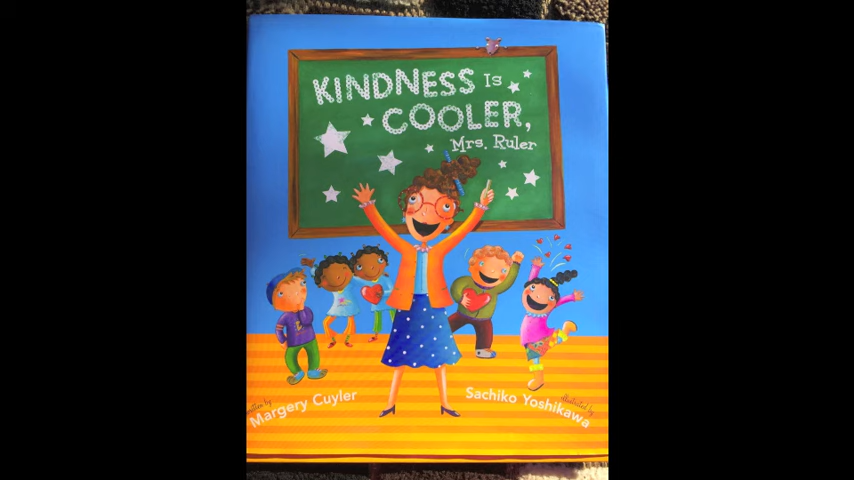 KINDNESS Is
COOLER,
Mrs. Ruler
written by
Margery Cuyler
illustrated by
Sachiko Yoshikawa